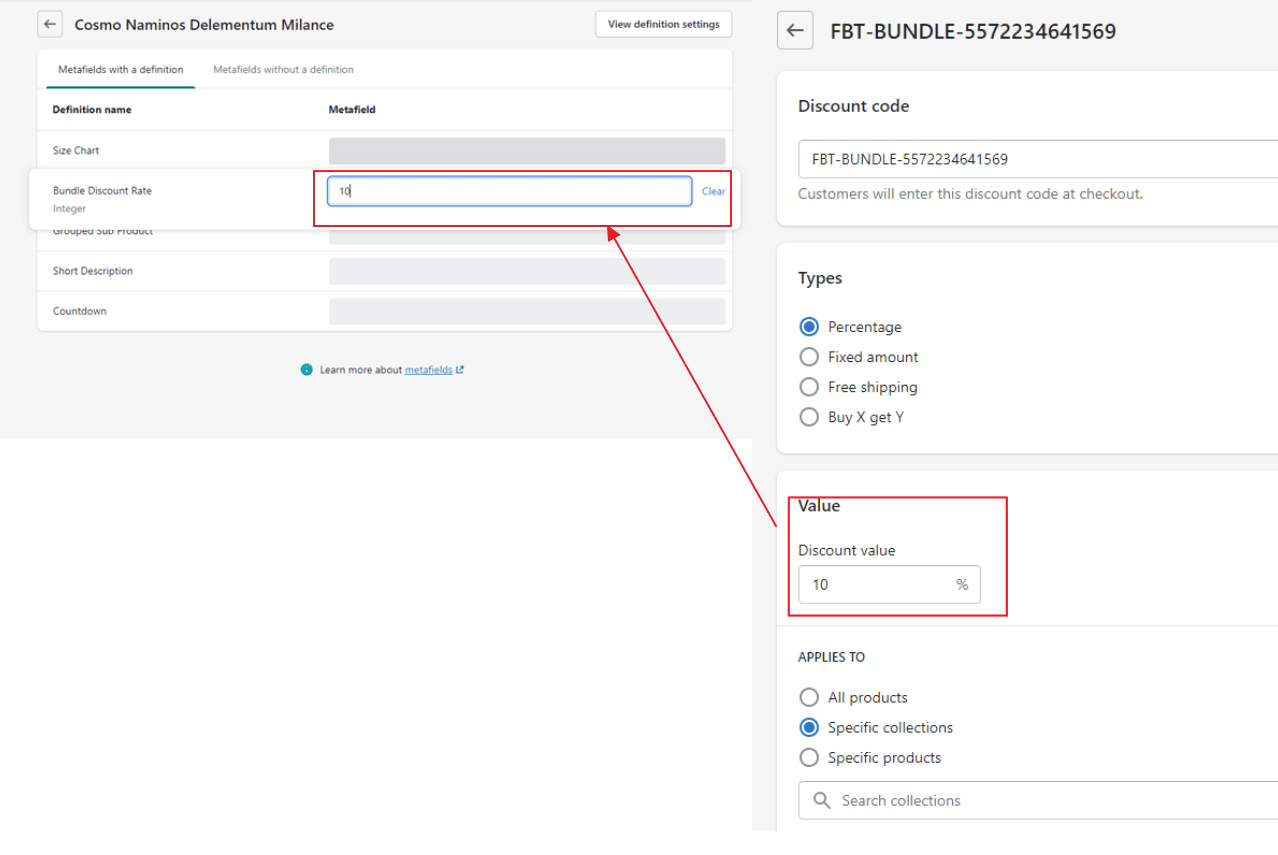 Cosmo Naminos Delementum Milance
View definition settings
Metafields with a definition
Metafields without a definition
Definition name
Metafield
Size Chart
Bundle Discount Rate
10
Clear
Integer
Grouped Sub Product
Short Description
Countdown
Learn more about metafields
FBT-BUNDLE-5572234641569
Discount code
FBT-BUNDLE-5572234641569
Customers will enter this discount code at checkout.
Types
Percentage
Fixed amount
Free shipping
Buy X get Y
Value
Discount value
10 %
APPLIES TO
All products
Specific collections
Specific products
Search collections